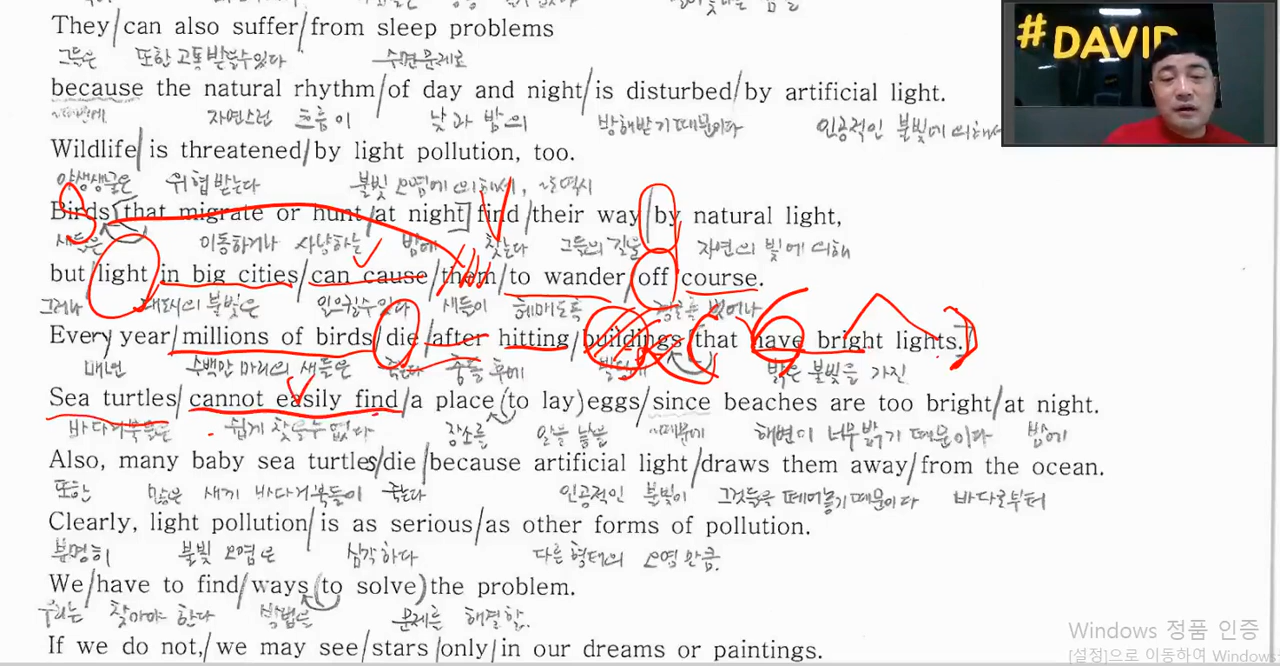 They can also suffer from sleep problems
그들은 또한 고통 받을수있다 수면문제로
because the natural rhythm of day and night is disturbed by artificial light.
~때문에 자연스런 흐름이 낮과 밤의 방해받기때문이다 인공적인 불빛에 의해서
Wildlife is threatened by light pollution, too.
야생생물은 위협받는다 불빛 오염에 의해서, ~또 역시
Birds that migrate or hunt at night find their way by natural light,
새들은 이동하거나 사냥하는 밤에 찾는다 그들의 길을 자연의 빛에 의해
but light in big cities can cause them to wander off course.
그러나 대도시의 불빛은 일으킬수있다 새들이 헤매도록 벗어나
Every year millions of birds die after hitting buildings that have bright lights.
매년 수백만 마리의 새들은 죽는다 충돌 후에 밝은 불빛을 가진
Sea turtles cannot easily find a place (to lay) eggs since beaches are too bright at night.
바다거북들은 쉽게 찾을수 없다 장소를 알을 낳을 ~때문에 해변이 너무 밝기 때문이다 밤에
Also, many baby sea turtles die because artificial light draws them away from the ocean.
또한 많은 새끼 바다거북들이 죽는다 인공적인 불빛이 그것들을 떼어놓기때문이다 바다로부터
Clearly, light pollution is as serious as other forms of pollution.
분명히 불빛 오염은 심각하다 다른 형태의 오염 만큼.
We have to find ways (to solve) the problem.
우리는 찾아야 한다 방법을 문제를 해결할.
If we do not, we may see stars only in our dreams or paintings.
#DAVID
Windows 정품 인증
[설정]으로 이동하여 Windows